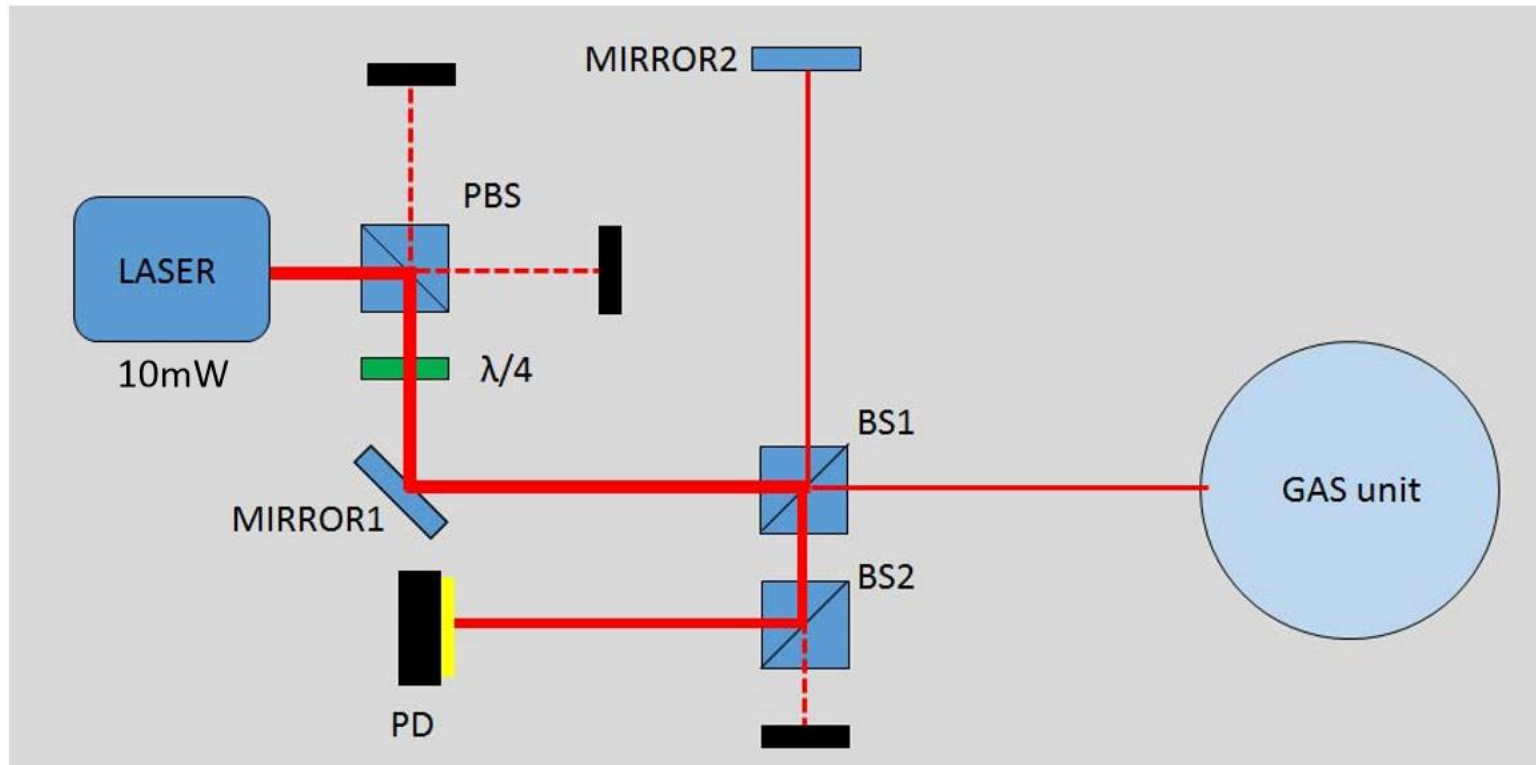 MIRROR2
PBS
LASER
10mW
λ/4
BS1
GAS unit
MIRROR1
BS2
PD